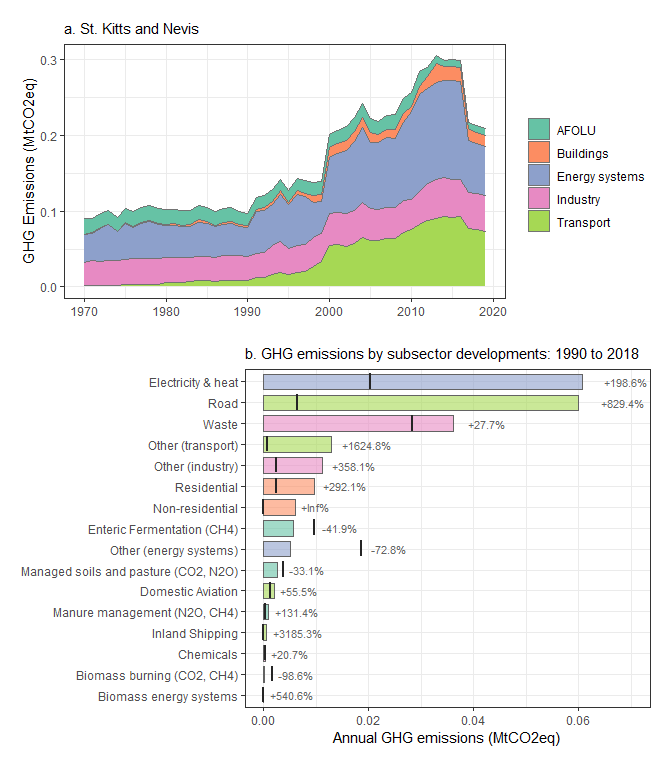 a. St. Kitts and Nevis
GHG Emissions (MtCO2eq)
0.3
0.2
0.1
0.0
1970
1980
1990
2000
2010
2020
AFOLU
Buildings
Energy systems
Industry
Transport
b. GHG emissions by subsector developments: 1990 to 2018
Electricity & heat +198.6%
Road +829.4%
Waste +27.7%
Other (transport) +1624.8%
Other (industry) +358.1%
Residential +292.1%
Non-residential +Inf%
Enteric Fermentation (CH4) -41.9%
Other (energy systems) -72.8%
Managed soils and pasture (CO2, N2O) -33.1%
Domestic Aviation +55.5%
Manure management (N2O, CH4) +131.4%
Inland Shipping +3185.3%
Chemicals +20.7%
Biomass burning (CO2, CH4) -98.6%
Biomass energy systems +540.6%
0.00
0.02
0.04
0.06
Annual GHG emissions (MtCO2eq)